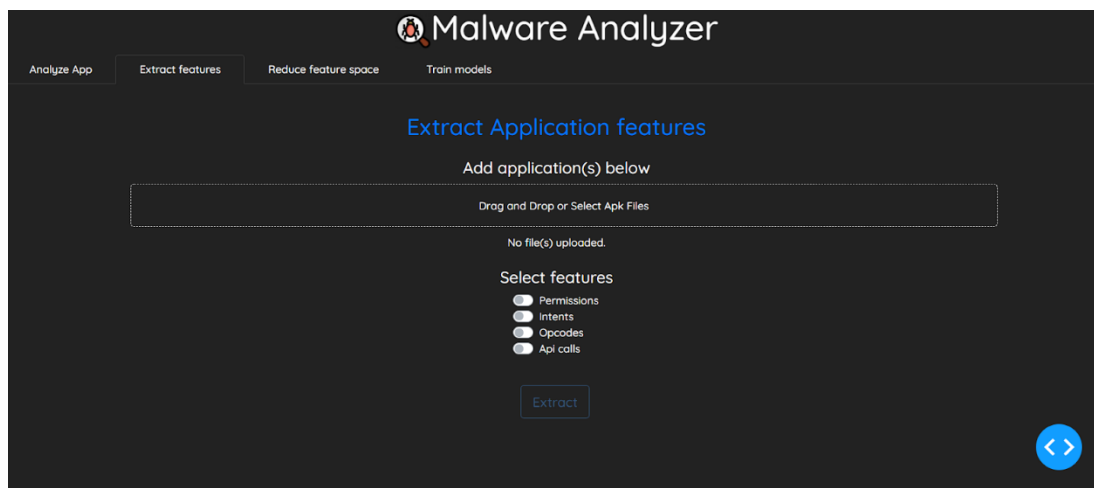 Malware Analyzer
Analyze App Extract features Reduce feature space Train models
Extract Application features
Add application(s) below
Drag and Drop or Select Apk Files
No file(s) uploaded.
Select features
Permissions
Intents
Opcodes
Api calls
Extract